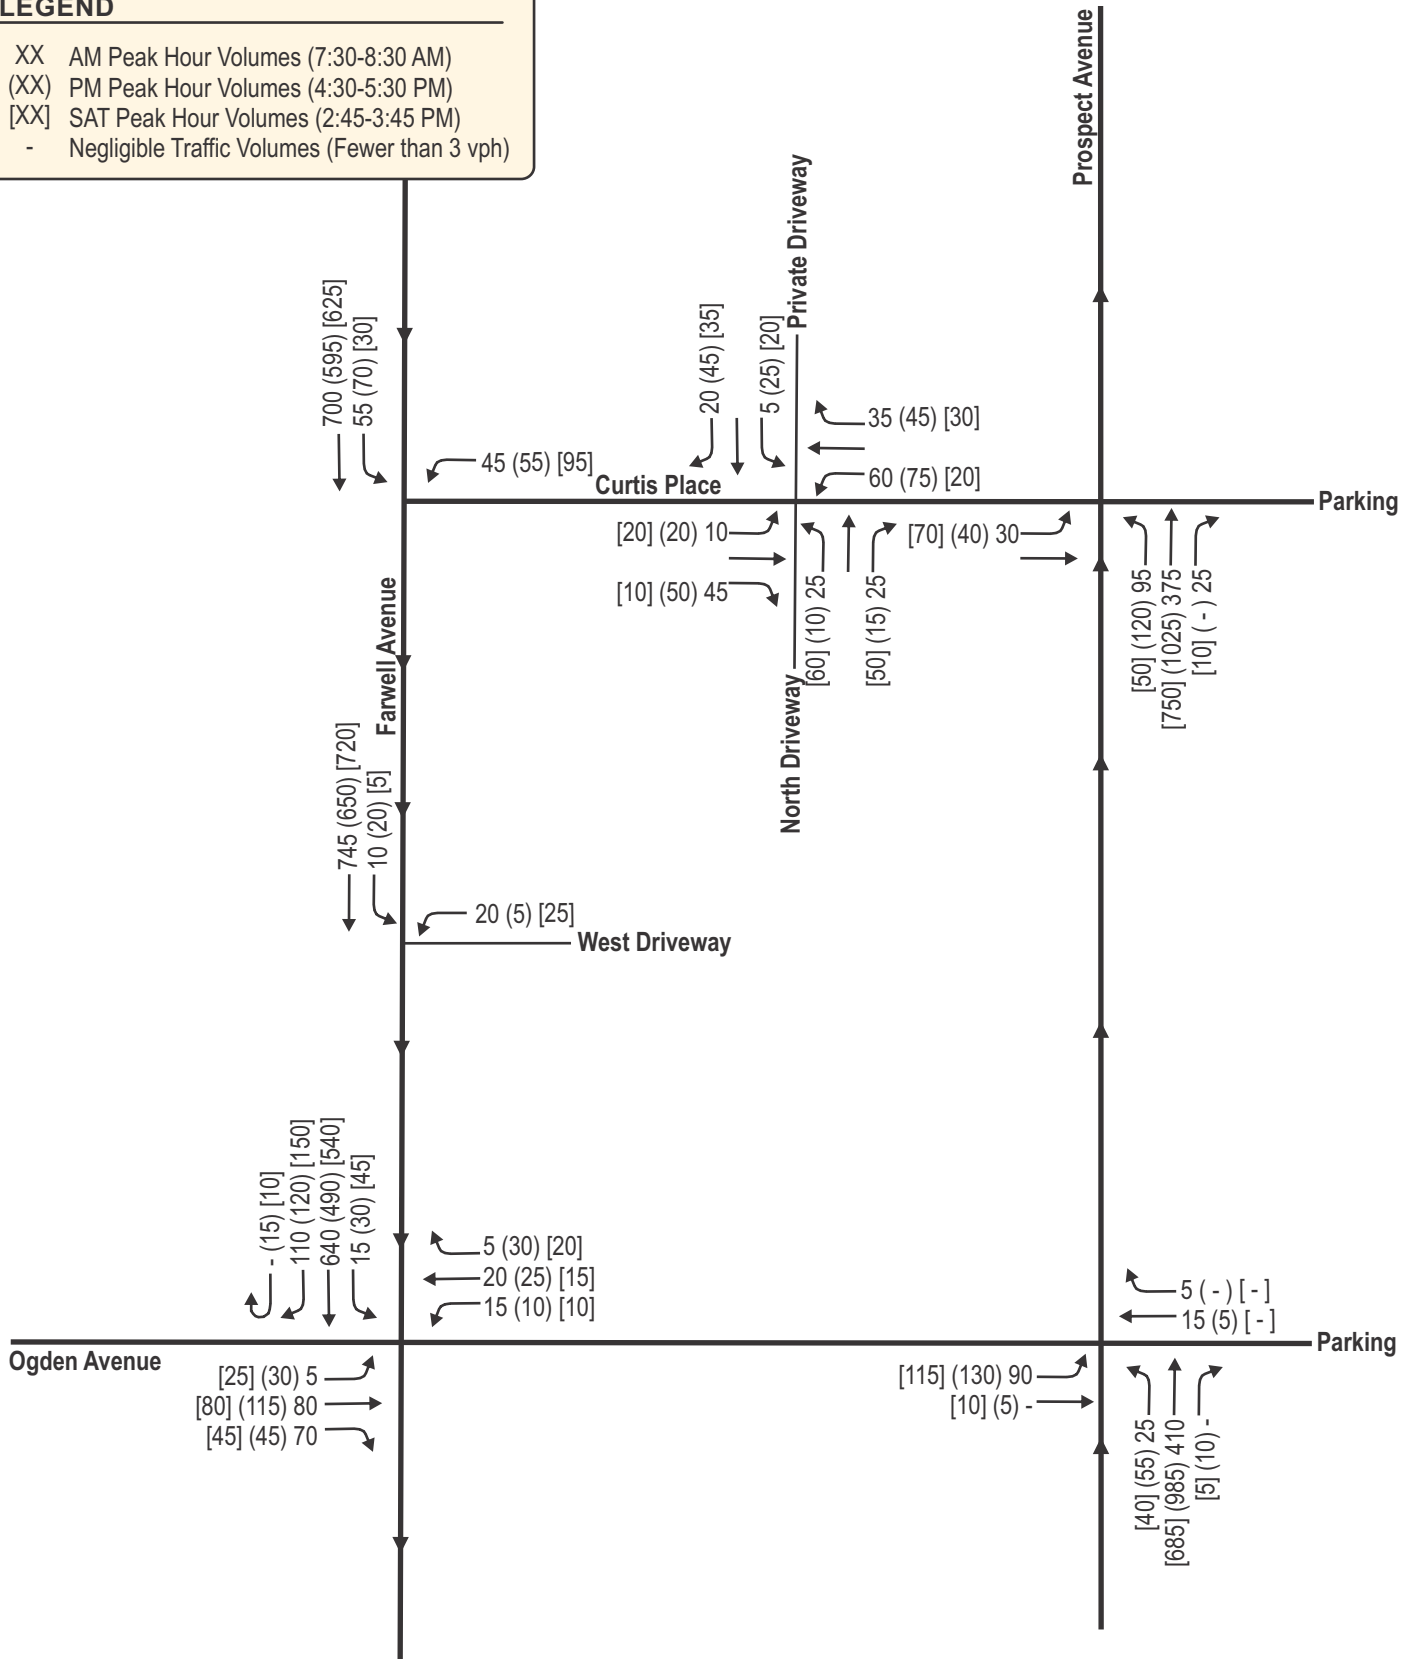 LEGEND
XX AM Peak Hour Volumes (7:30-8:30 AM)
(XX) PM Peak Hour Volumes (4:30-5:30 PM)
[XX] SAT Peak Hour Volumes (2:45-3:45 PM)
- Negligible Traffic Volumes (Fewer than 3 vph)
Prospect Avenue
Private Driveway
700 (595) [625]
55 (70) [30]
20 (45) [35]
5 (25) [20]
35 (45) [30]
45 (55) [95]
60 (75) [20]
Curtis Place
Parking
[20] (20) 10
[10] (50) 45
[60] (10) 25
[50] (15) 25
[70] (40) 30
[50] (120) 95
[750] (1025) 375
[10] ( - ) 25
Farwell Avenue
North Driveway
745 (650) [720]
10 (20) [5]
20 (5) [25]
West Driveway
- (15) [10]
110 (120) [150]
640 (490) [540]
15 (30) [45]
5 (30) [20]
20 (25) [15]
15 (10) [10]
5 ( - ) [ - ]
15 (5) [ - ]
Parking
Ogden Avenue
[25] (30) 5
[80] (115) 80
[45] (45) 70
[115] (130) 90
[10] (5) -
[40] (55) 25
[685] (985) 410
[5] (10) -